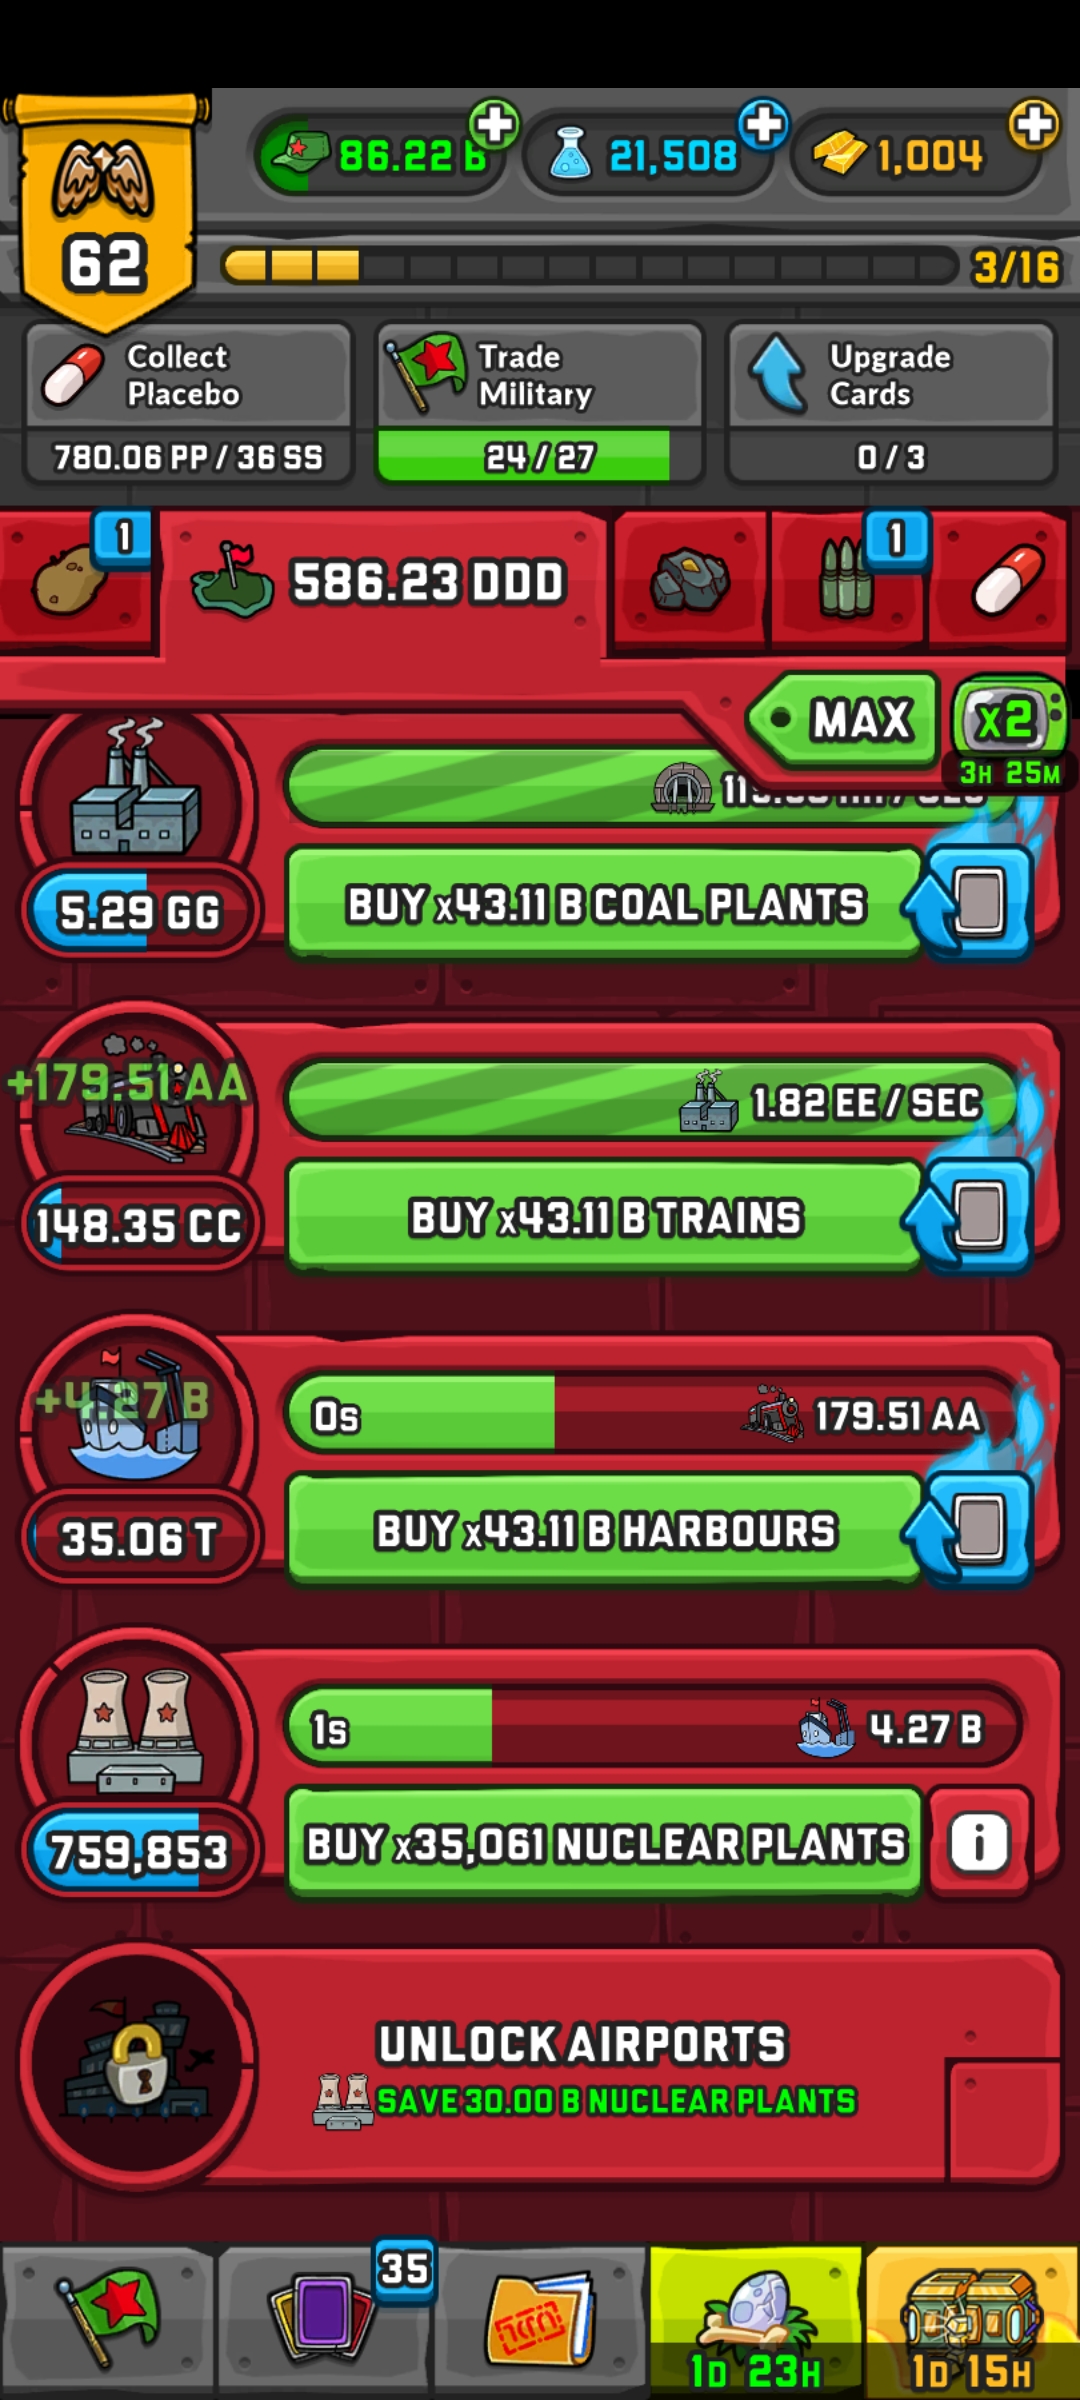 86.22 B
21,508
1,004
62
3/16
Collect
Placebo
780.06 PP / 36 SS
Trade
Military
24 / 27
Upgrade
Cards
0 / 3
1
586.23 DDD
1
MAX
x2
3H 25M
5.29 GG
BUY x43.11 B COAL PLANTS
+179.51 AA
1.82 EE / SEC
148.35 CC
BUY x43.11 B TRAINS
+4.27 B
0s
179.51 AA
35.06 T
BUY x43.11 B HARBOURS
1s
4.27 B
759,853
BUY x35,061 NUCLEAR PLANTS
i
UNLOCK AIRPORTS
SAVE 30.00 B NUCLEAR PLANTS
35
1D 23H
1D 15H